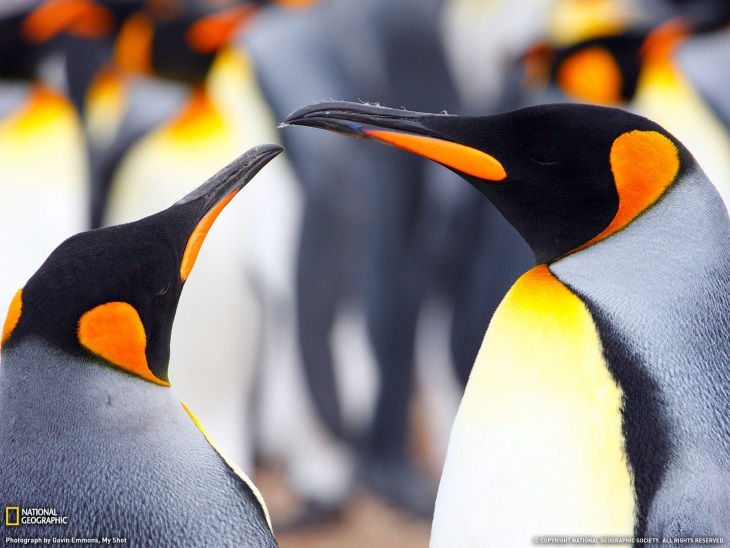 NATIONAL
GEOGRAPHIC
Photograph by Gavin Emmons, My Shot
© COPYRIGHT NATIONAL GEOGRAPHIC SOCIETY. ALL RIGHTS RESERVED.